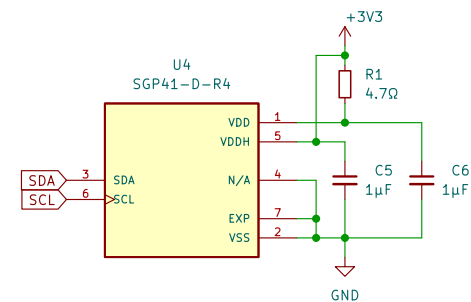 +3V3
U4
SGP41-D-R4
R1
4.7Ω
VDD 1
VDDH 5
SDA 3 SDA
N/A 4
C5
1µF
C6
1µF
SCL 6 SCL
EXP 7
VSS 2
GND